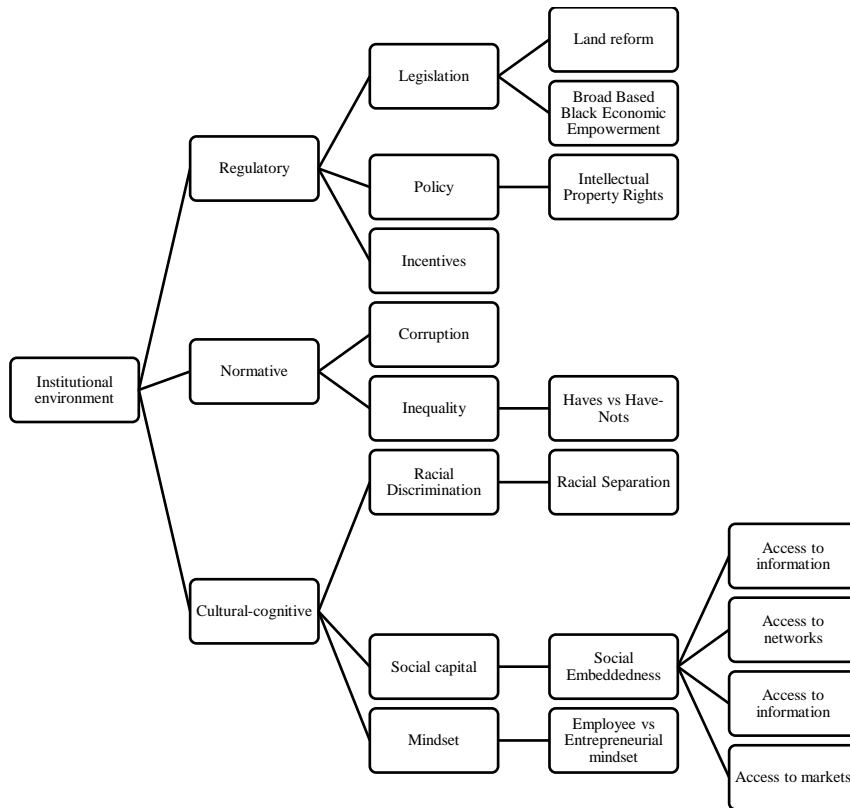 Land reform
Legislation
Broad Based
Black Economic
Empowerment
Regulatory
Policy
Intellectual
Property Rights
Incentives
Corruption
Institutional
environment
Normative
Inequality
Haves vs Have-
Nots
Racial
Discrimination
Racial Separation
Access to
information
Cultural-cognitive
Access to
networks
Social capital
Social
Embeddedness
Access to
information
Mindset
Employee vs
Entrepreneurial
mindset
Access to markets